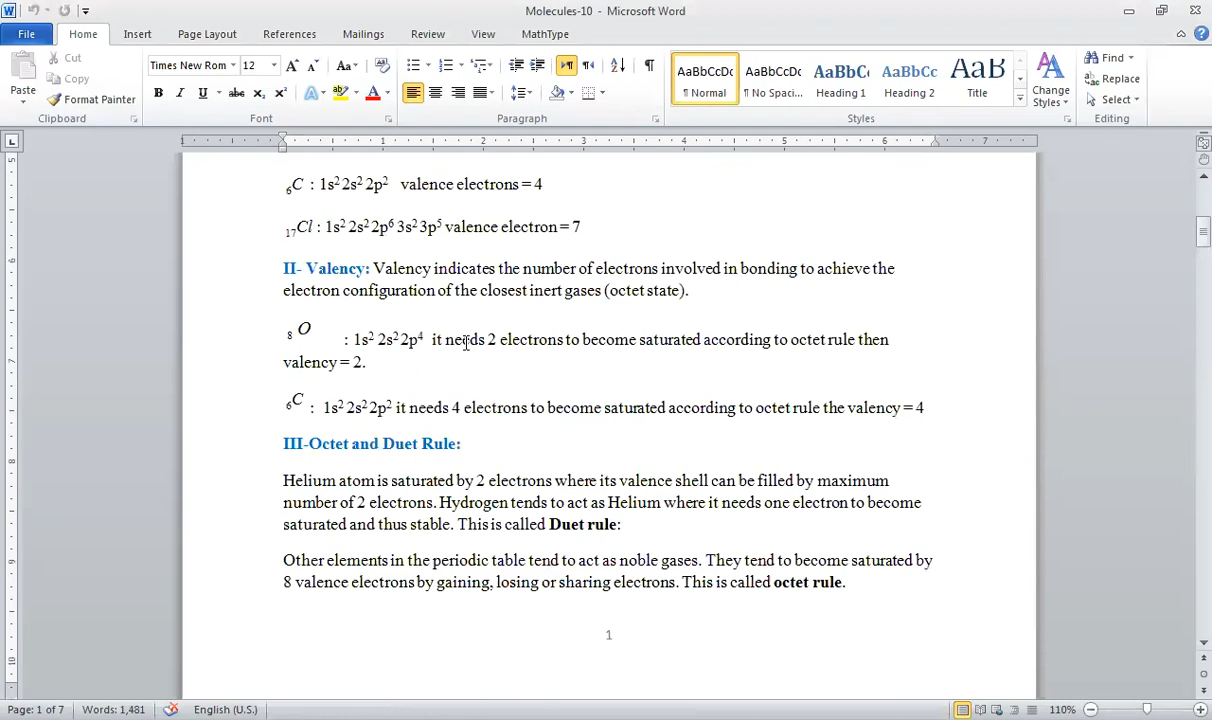 Molecules-10 - Microsoft Word
File Home Insert Page Layout References Mailings Review View MathType
Cut
Copy
Format Painter
Paste
Clipboard
Times New Rom 12
Font
Paragraph
AaBbCcDc AaBbCcDc AaBbC AaBbCc AaB
¶ Normal ¶ No Spaci... Heading 1 Heading 2 Title
Change Styles
Styles
Find
Replace
Select
Editing
₆C : 1s² 2s² 2p² valence electrons = 4
₁₇Cl : 1s² 2s² 2p⁶ 3s² 3p⁵ valence electron = 7
II- Valency: Valency indicates the number of electrons involved in bonding to achieve the
electron configuration of the closest inert gases (octet state).
₈O : 1s² 2s² 2p⁴ it needs 2 electrons to become saturated according to octet rule then
valency = 2.
₆C : 1s² 2s² 2p² it needs 4 electrons to become saturated according to octet rule the valency = 4
III-Octet and Duet Rule:
Helium atom is saturated by 2 electrons where its valence shell can be filled by maximum
number of 2 electrons. Hydrogen tends to act as Helium where it needs one electron to become
saturated and thus stable. This is called Duet rule:
Other elements in the periodic table tend to act as noble gases. They tend to become saturated by
8 valence electrons by gaining, losing or sharing electrons. This is called octet rule.
1
Page: 1 of 7 Words: 1,481 English (U.S.) 110%